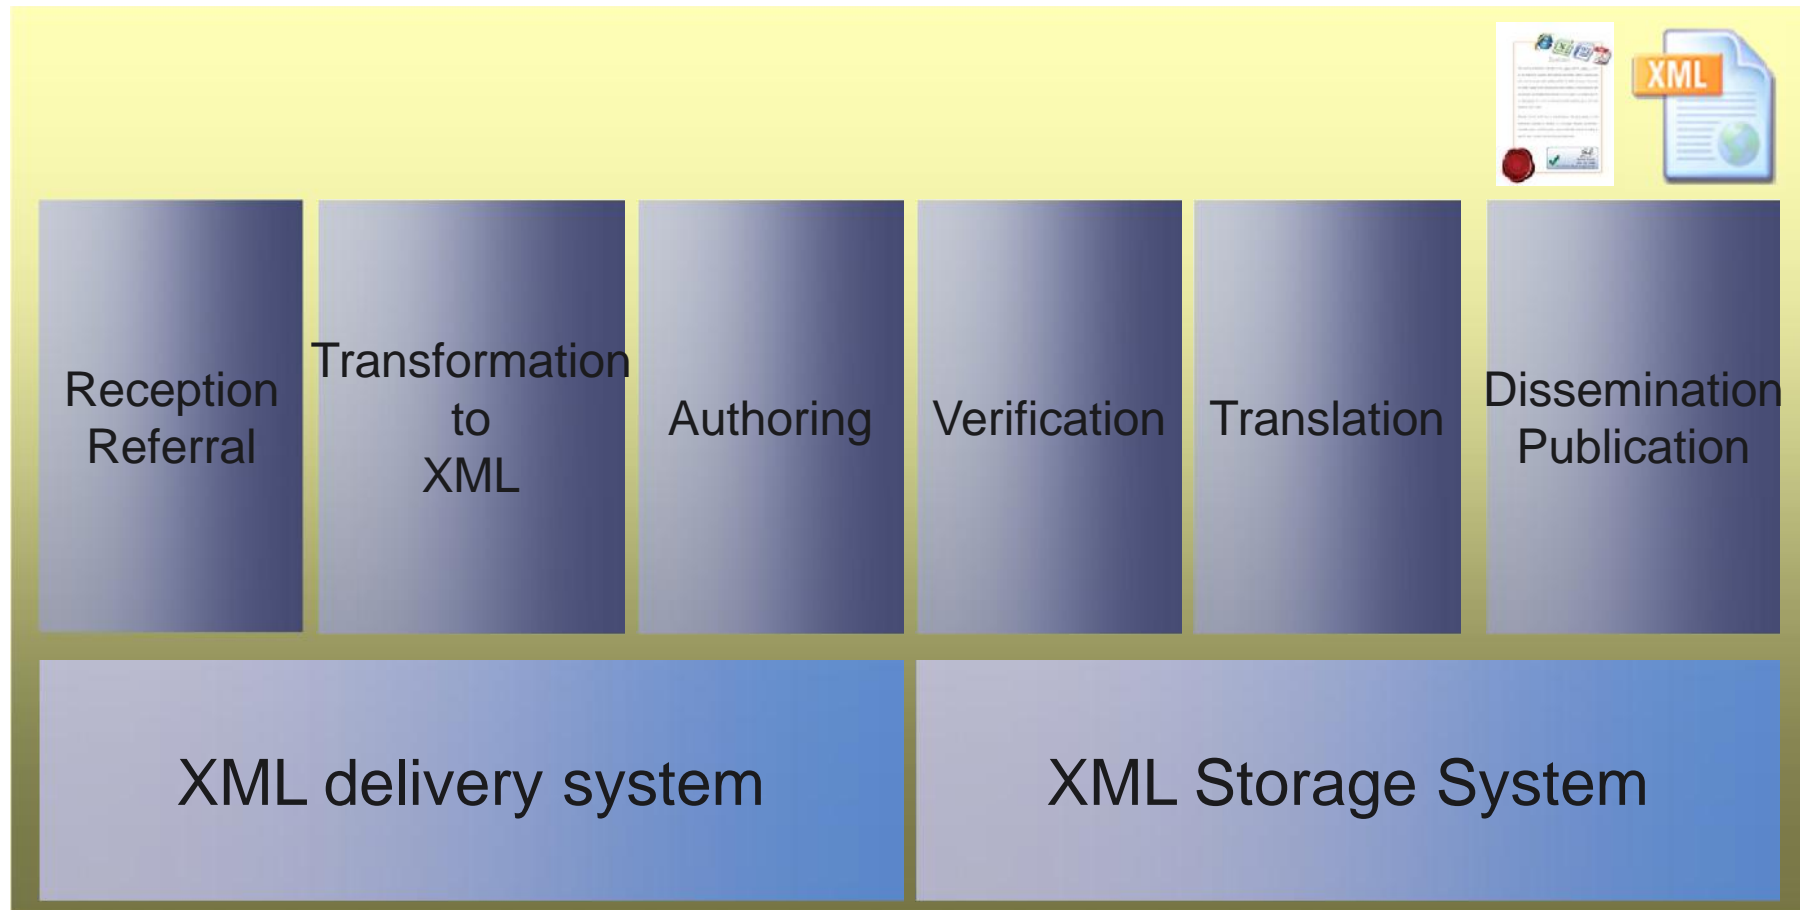 XML
Reception
Referral
Transformation
to
XML
Authoring
Verification
Translation
Dissemination
Publication
XML delivery system
XML Storage System